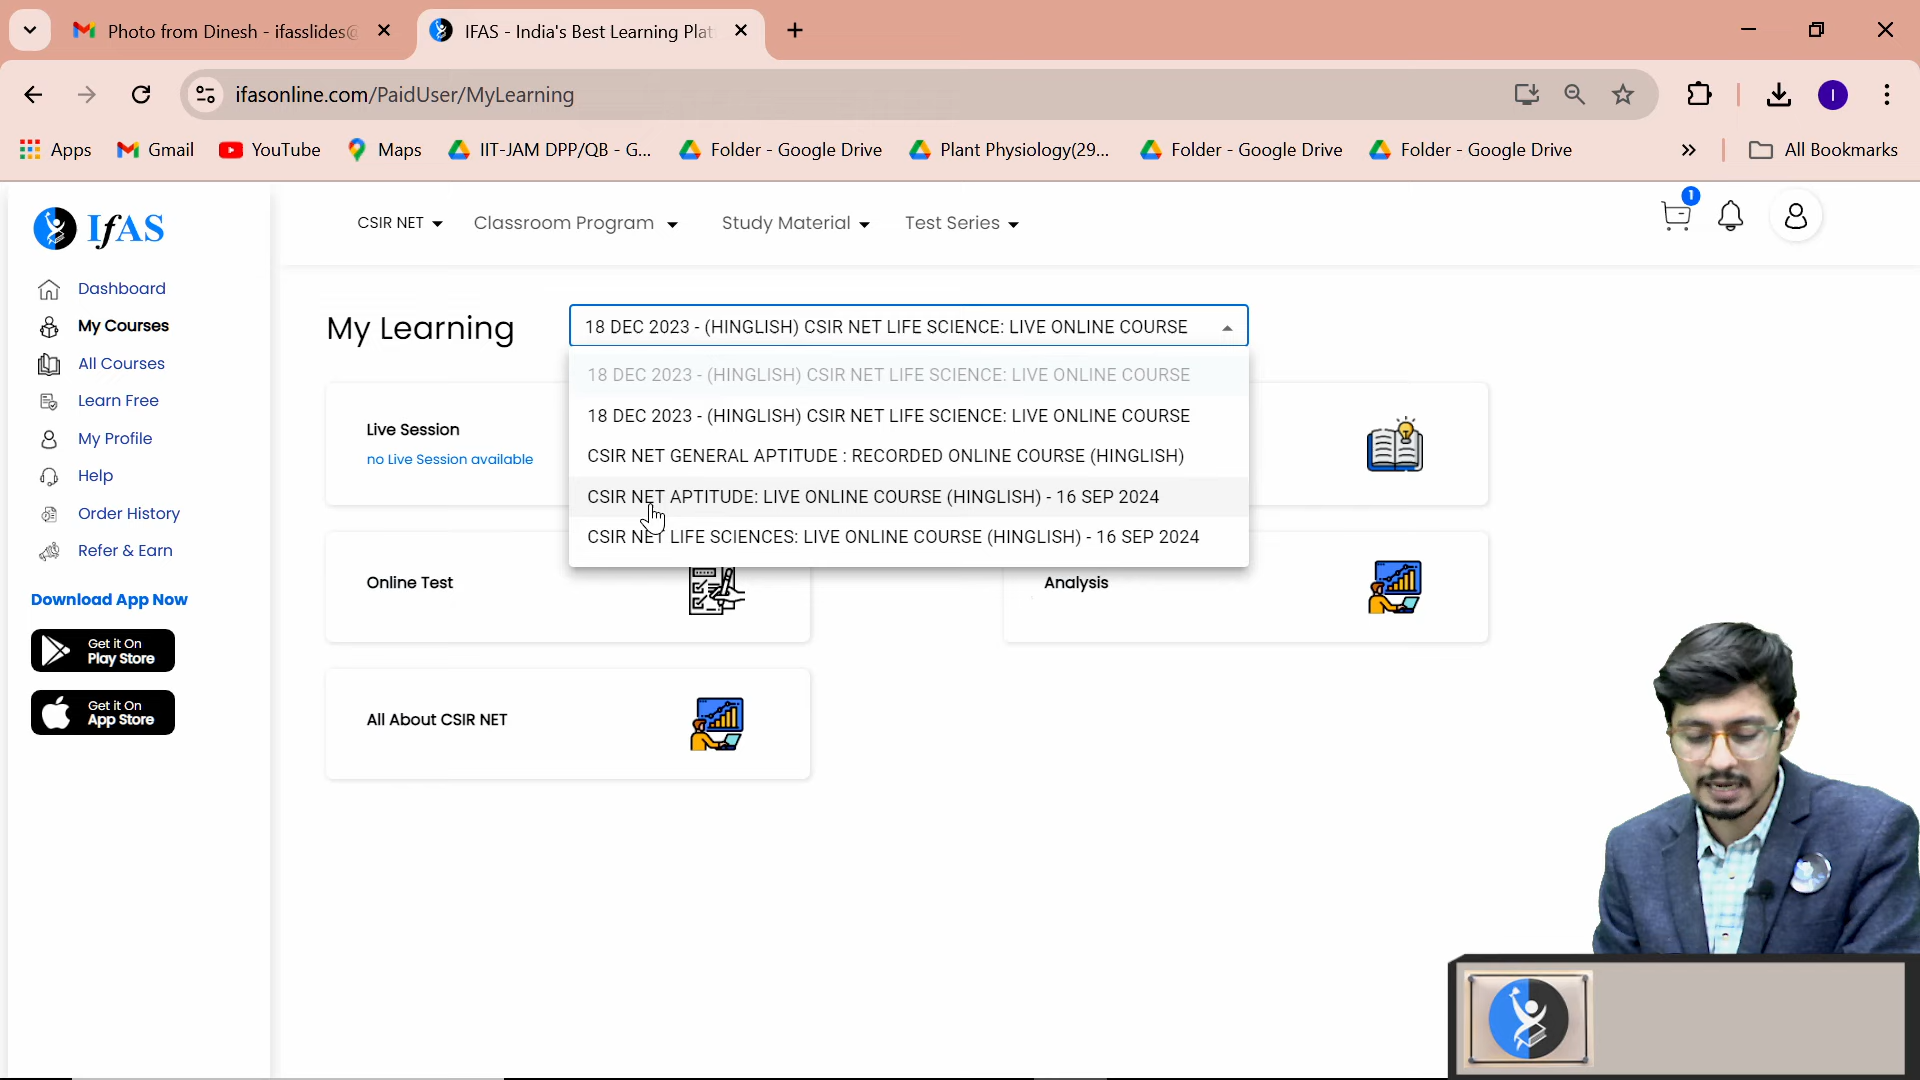 Photo from Dinesh - ifasslides@
IFAS - India's Best Learning Plat
ifasonline.com/PaidUser/MyLearning
I
Apps
Gmail
YouTube
Maps
IIT-JAM DPP/QB - G...
Folder - Google Drive
Plant Physiology(29...
Folder - Google Drive
Folder - Google Drive
All Bookmarks
IfAS
CSIR NET
Classroom Program
Study Material
Test Series
1
Dashboard
My Courses
All Courses
Learn Free
My Profile
Help
Order History
Refer & Earn
Download App Now
Get it On
Play Store
Get it On
App Store
My Learning
18 DEC 2023 - (HINGLISH) CSIR NET LIFE SCIENCE: LIVE ONLINE COURSE
18 DEC 2023 - (HINGLISH) CSIR NET LIFE SCIENCE: LIVE ONLINE COURSE
18 DEC 2023 - (HINGLISH) CSIR NET LIFE SCIENCE: LIVE ONLINE COURSE
CSIR NET GENERAL APTITUDE : RECORDED ONLINE COURSE (HINGLISH)
CSIR NET APTITUDE: LIVE ONLINE COURSE (HINGLISH) - 16 SEP 2024
CSIR NET LIFE SCIENCES: LIVE ONLINE COURSE (HINGLISH) - 16 SEP 2024
Live Session
no Live Session available
Online Test
Analysis
All About CSIR NET